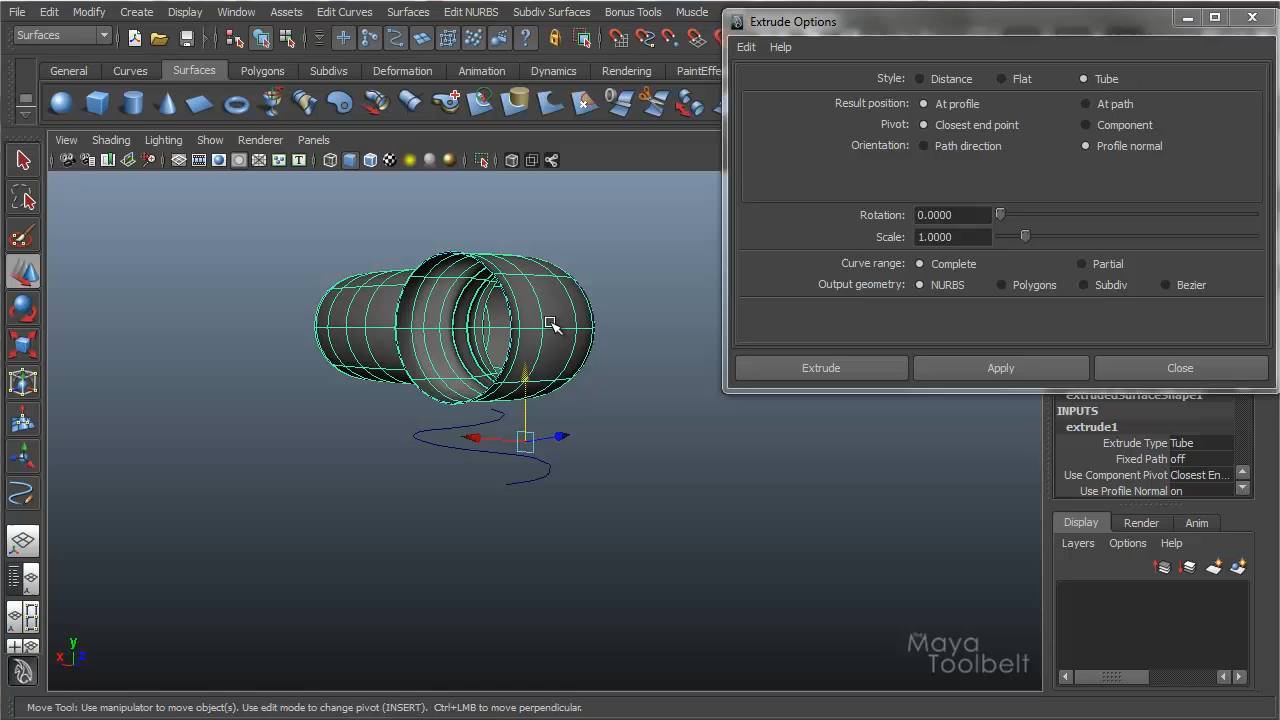 File Edit Modify Create Display Window Assets Edit Curves Surfaces Edit NURBS Subdiv Surfaces Bonus Tools Muscle
Surfaces
General Curves Surfaces Polygons Subdivs Deformation Animation Dynamics Rendering PaintEffects
View Shading Lighting Show Renderer Panels
Extrude Options
Edit Help
Style: Distance Flat Tube
Result position: At profile At path
Pivot: Closest end point Component
Orientation: Path direction Profile normal
Rotation: 0.0000
Scale: 1.0000
Curve range: Complete Partial
Output geometry: NURBS Polygons Subdiv Bezier
Extrude Apply Close
extrudedSurfaceShape1
INPUTS
extrude1
Extrude Type Tube
Fixed Path off
Use Component Pivot Closest En...
Use Profile Normal on
Display Render Anim
Layers Options Help
y
x z
Maya
Toolbelt
Move Tool: Use manipulator to move object(s). Use edit mode to change pivot (INSERT). Ctrl+LMB to move perpendicular.